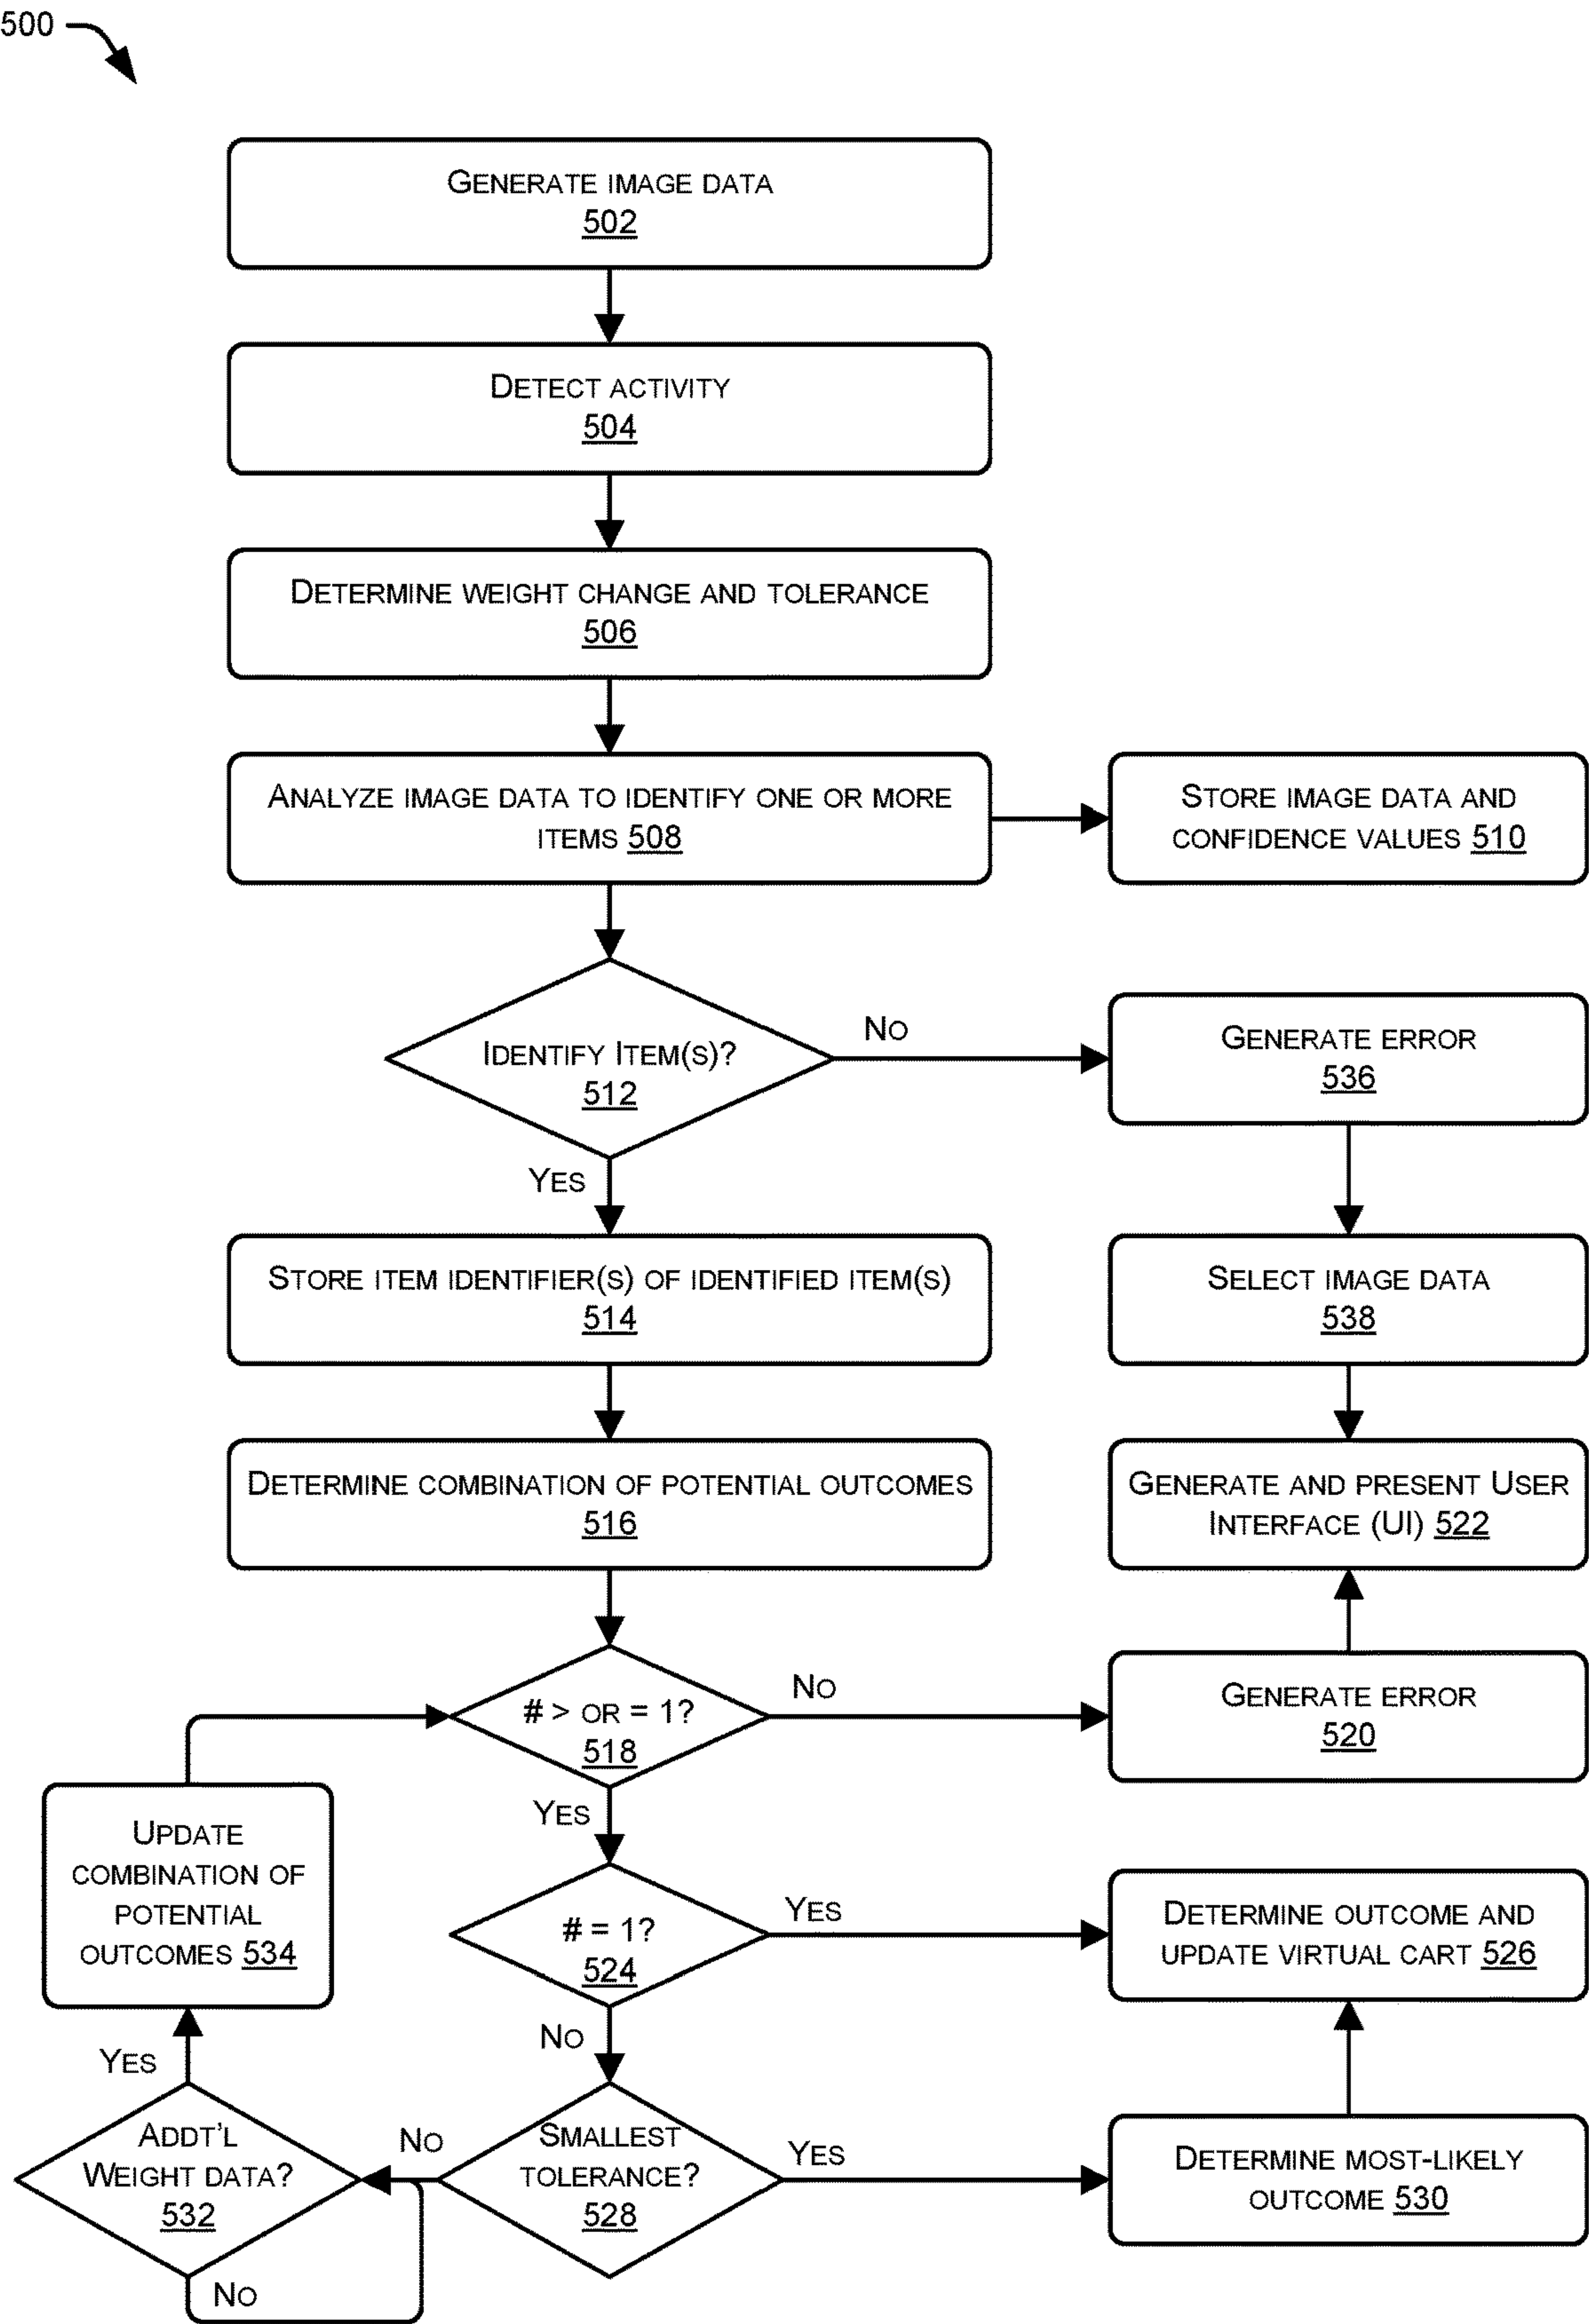 500
Generate image data
502
Detect activity
504
Determine weight change and tolerance
506
Analyze image data to identify one or more
items 508
Store image data and
confidence values 510
Identify Item(s)?
512
No
Generate error
536
Yes
Store item identifier(s) of identified item(s)
514
Select image data
538
Determine combination of potential outcomes
516
Generate and present User
Interface (UI) 522
# > or = 1?
518
No
Generate error
520
Yes
Update
combination of
potential
outcomes 534
# = 1?
524
Yes
Determine outcome and
update virtual cart 526
No
Yes
Addt'l
Weight data?
532
No
Smallest
tolerance?
528
Yes
Determine most-likely
outcome 530
No